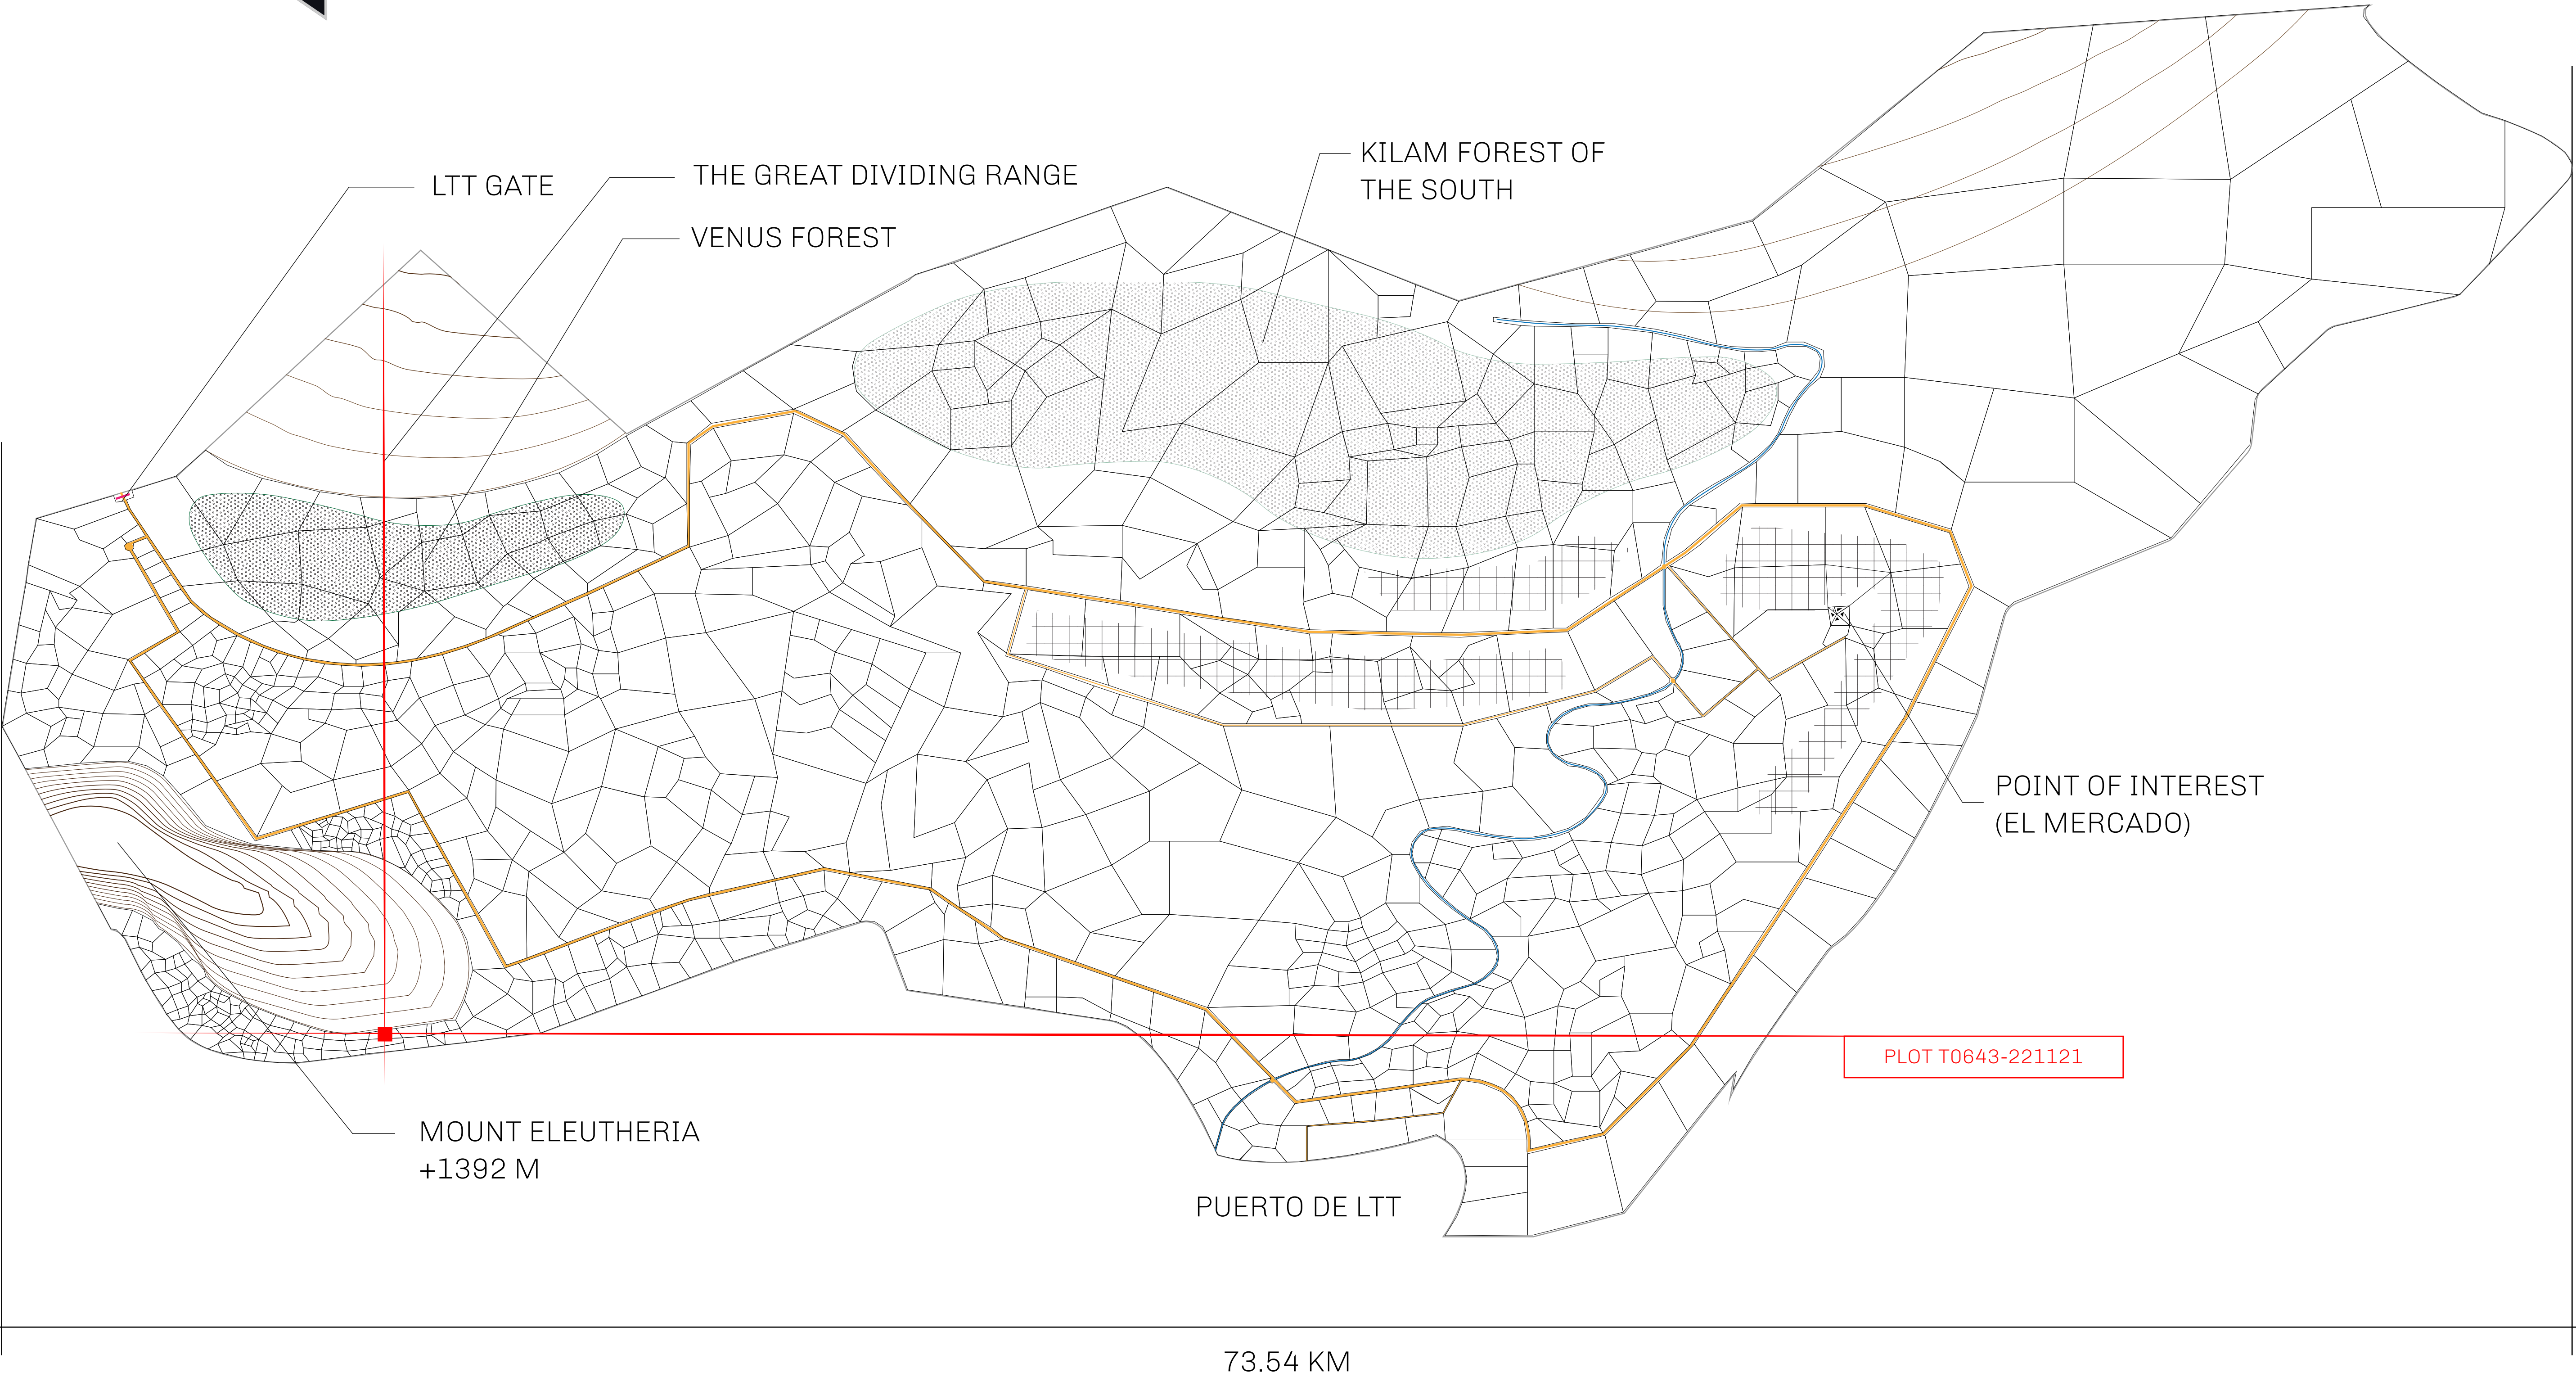 KILAM FOREST OF
THE SOUTH
THE GREAT DIVIDING RANGE
LTT GATE
VENUS FOREST
POINT OF INTEREST
(EL MERCADO)
PLOT T0643-221121
MOUNT ELEUTHERIA
+1392 M
PUERTO DE LTT
73.54 KM